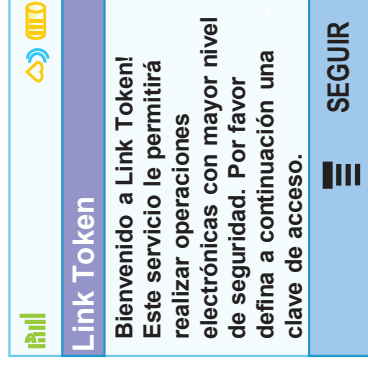 Link Token
Bienvenido a Link Token!
Este servicio le permitirá
realizar operaciones
electrónicas con mayor nivel
de seguridad. Por favor
defina a continuación una
clave de acceso.
SEGUIR